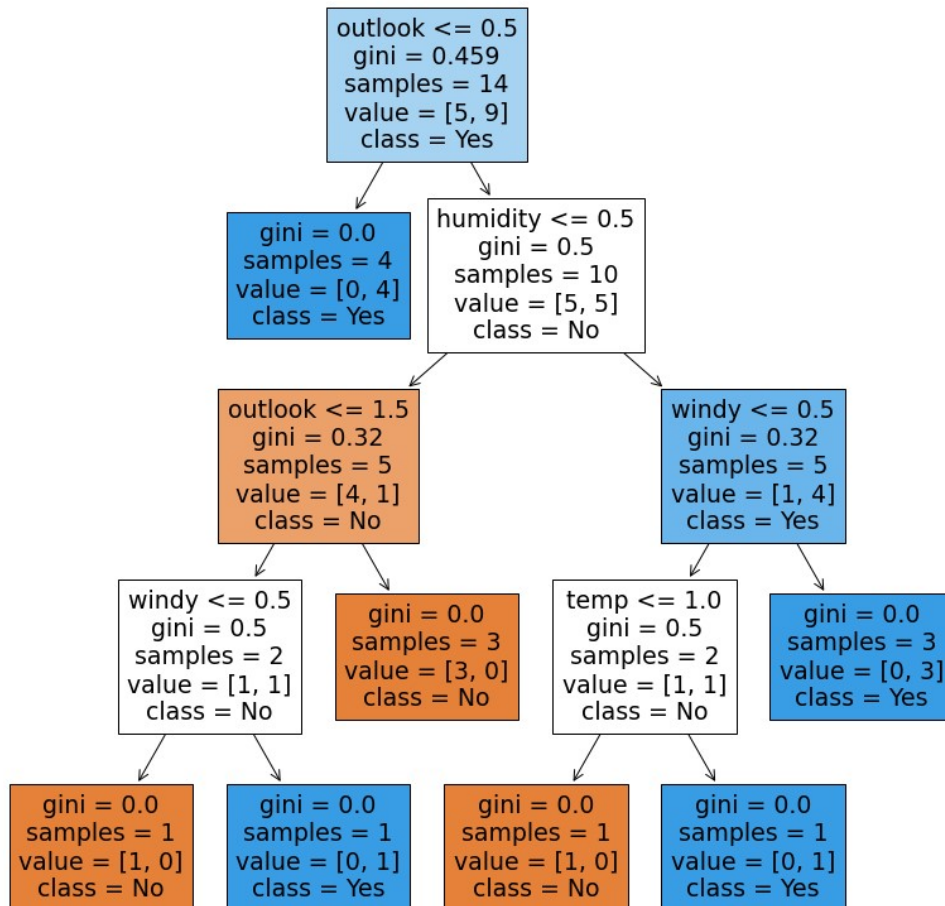 outlook <= 0.5
gini = 0.459
samples = 14
value = [5, 9]
class = Yes
gini = 0.0
samples = 4
value = [0, 4]
class = Yes
humidity <= 0.5
gini = 0.5
samples = 10
value = [5, 5]
class = No
outlook <= 1.5
gini = 0.32
samples = 5
value = [4, 1]
class = No
windy <= 0.5
gini = 0.32
samples = 5
value = [1, 4]
class = Yes
windy <= 0.5
gini = 0.5
samples = 2
value = [1, 1]
class = No
gini = 0.0
samples = 3
value = [3, 0]
class = No
temp <= 1.0
gini = 0.5
samples = 2
value = [1, 1]
class = No
gini = 0.0
samples = 3
value = [0, 3]
class = Yes
gini = 0.0
samples = 1
value = [1, 0]
class = No
gini = 0.0
samples = 1
value = [0, 1]
class = Yes
gini = 0.0
samples = 1
value = [1, 0]
class = No
gini = 0.0
samples = 1
value = [0, 1]
class = Yes